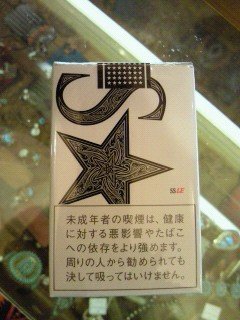 SS LE
未成年者の喫煙は、健康
に対する悪影響やたばこ
への依存をより強めます。
周りの人から勧められても
決して吸ってはいけません。